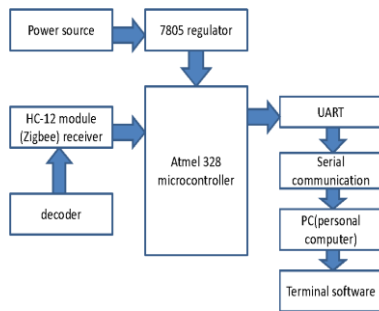 Power source
7805 regulator
HC-12 module
(Zigbee) receiver
Atmel 328
microcontroller
UART
Serial
communication
decoder
PC(personal
computer)
Terminal software